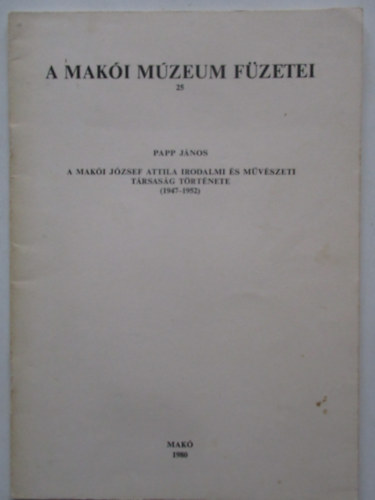 A MAKÓI MÚZEUM FÜZETEI
25
PAPP JÁNOS
A MAKÓI JÓZSEF ATTILA IRODALMI ÉS MŰVÉSZETI
TÁRSASÁG TÖRTÉNETE
(1947–1952)
MAKÓ
1980